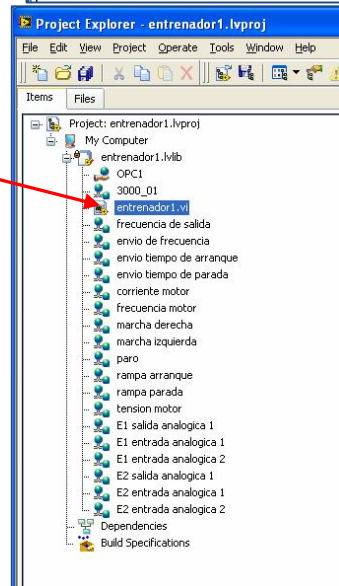 Project Explorer - entrenador1.lvproj
File Edit View Project Operate Tools Window Help
Items Files
Project: entrenador1.lvproj
My Computer
entrenador1.lvlib
OPC1
3000_01
entrenador1.vi
frecuencia de salida
envio de frecuencia
envio tiempo de arranque
envio tiempo de parada
corriente motor
frecuencia motor
marcha derecha
marcha izquierda
paro
rampa arranque
rampa parada
tension motor
E1 salida analogica 1
E1 entrada analogica 1
E1 entrada analogica 2
E2 salida analogica 1
E2 entrada analogica 1
E2 entrada analogica 2
Dependencies
Build Specifications